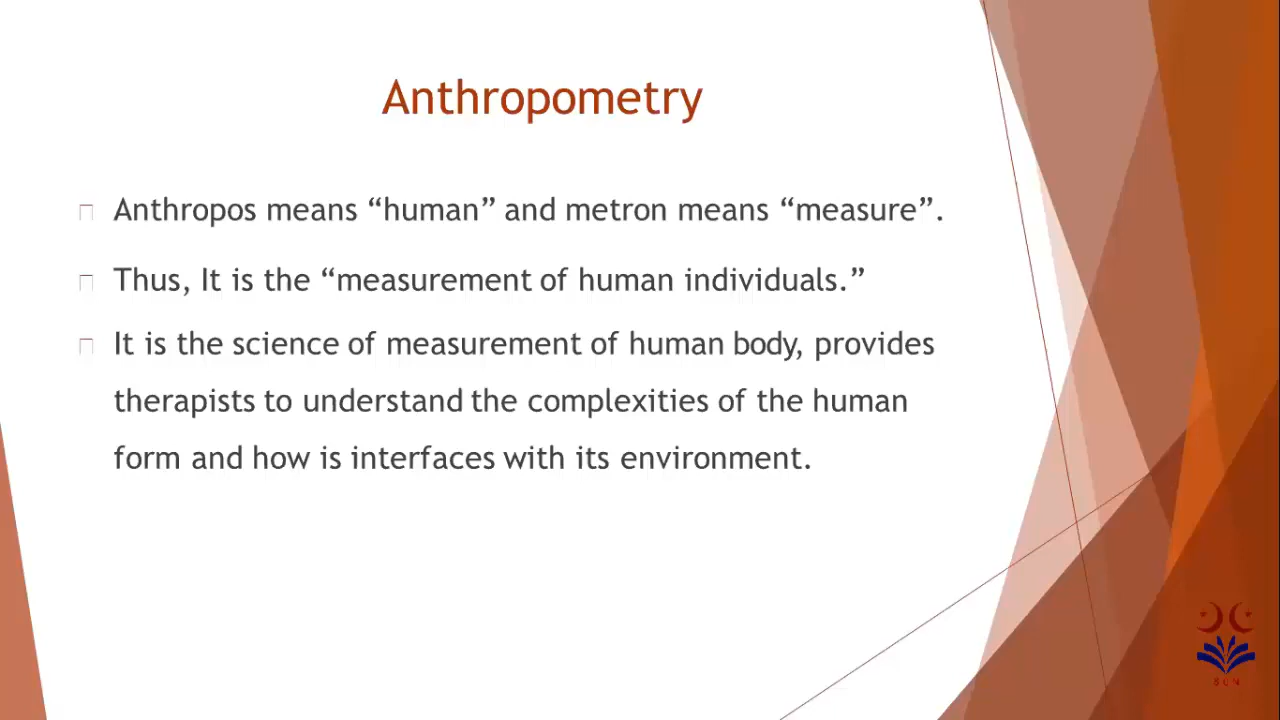 Anthropometry
Anthropos means “human” and metron means “measure”.
Thus, It is the “measurement of human individuals.”
It is the science of measurement of human body, provides
therapists to understand the complexities of the human
form and how is interfaces with its environment.